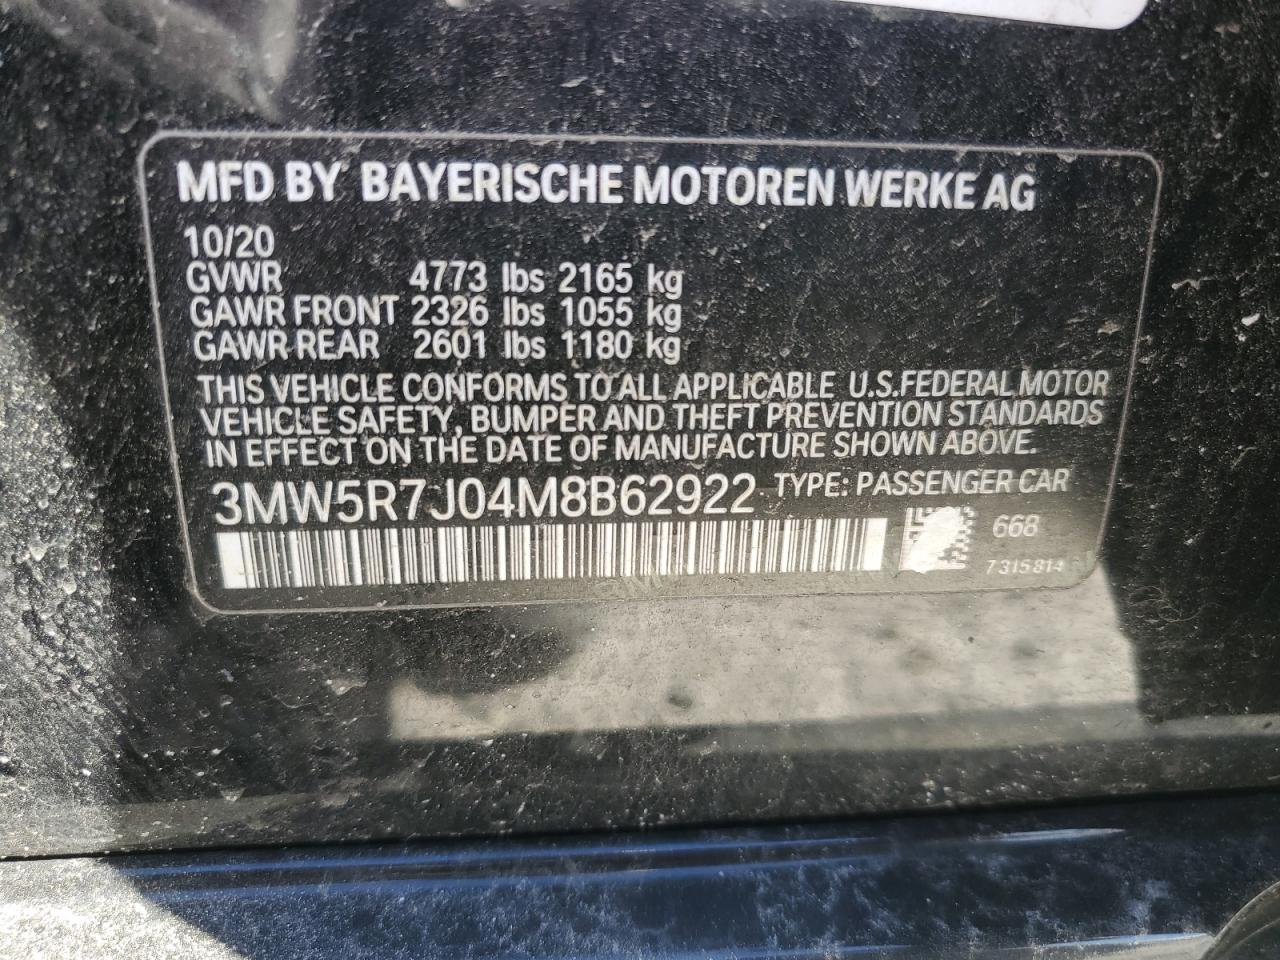 MFD BY BAYERISCHE MOTOREN WERKE AG
10/20
GVWR 4773 lbs 2165 kg
GAWR FRONT 2326 lbs 1055 kg
GAWR REAR 2601 lbs 1180 kg
THIS VEHICLE CONFORMS TO ALL APPLICABLE U.S. FEDERAL MOTOR
VEHICLE SAFETY, BUMPER AND THEFT PREVENTION STANDARDS
IN EFFECT ON THE DATE OF MANUFACTURE SHOWN ABOVE.
3MW5R7J04M8B62922 TYPE: PASSENGER CAR
668
7315814